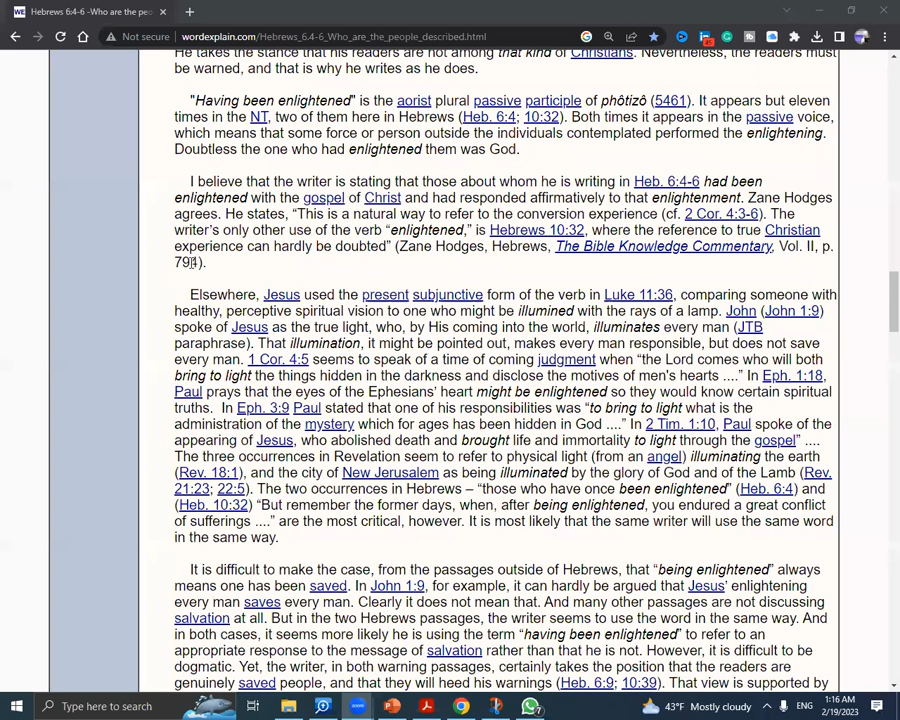 Hebrews 6:4-6 -Who are the peo
wordexplain.com/Hebrews_6.4-6_Who_are_the_people_described.html
Not secure
He takes the stance that his readers are not among that kind of Christians. Nevertheless, the readers must
be warned, and that is why he writes as he does.
"Having been enlightened" is the aorist plural passive participle of phôtizô (5461). It appears but eleven
times in the NT, two of them here in Hebrews (Heb. 6:4; 10:32). Both times it appears in the passive voice,
which means that some force or person outside the individuals contemplated performed the enlightening.
Doubtless the one who had enlightened them was God.
I believe that the writer is stating that those about whom he is writing in Heb. 6:4-6 had been
enlightened with the gospel of Christ and had responded affirmatively to that enlightenment. Zane Hodges
agrees. He states, “This is a natural way to refer to the conversion experience (cf. 2 Cor. 4:3-6). The
writer’s only other use of the verb “enlightened,” is Hebrews 10:32, where the reference to true Christian
experience can hardly be doubted” (Zane Hodges, Hebrews, The Bible Knowledge Commentary, Vol. II, p.
794).
Elsewhere, Jesus used the present subjunctive form of the verb in Luke 11:36, comparing someone with
healthy, perceptive spiritual vision to one who might be illumined with the rays of a lamp. John (John 1:9)
spoke of Jesus as the true light, who, by His coming into the world, illuminates every man (JTB
paraphrase). That illumination, it might be pointed out, makes every man responsible, but does not save
every man. 1 Cor. 4:5 seems to speak of a time of coming judgment when “the Lord comes who will both
bring to light the things hidden in the darkness and disclose the motives of men's hearts ....” In Eph. 1:18,
Paul prays that the eyes of the Ephesians’ heart might be enlightened so they would know certain spiritual
truths. In Eph. 3:9 Paul stated that one of his responsibilities was “to bring to light what is the
administration of the mystery which for ages has been hidden in God ....” In 2 Tim. 1:10, Paul spoke of the
appearing of Jesus, who abolished death and brought life and immortality to light through the gospel” ....
The three occurrences in Revelation seem to refer to physical light (from an angel) illuminating the earth
(Rev. 18:1), and the city of New Jerusalem as being illuminated by the glory of God and of the Lamb (Rev.
21:23; 22:5). The two occurrences in Hebrews – “those who have once been enlightened” (Heb. 6:4) and
(Heb. 10:32) “But remember the former days, when, after being enlightened, you endured a great conflict
of sufferings ....” are the most critical, however. It is most likely that the same writer will use the same word
in the same way.
It is difficult to make the case, from the passages outside of Hebrews, that “being enlightened” always
means one has been saved. In John 1:9, for example, it can hardly be argued that Jesus’ enlightening
every man saves every man. Clearly it does not mean that. And many other passages are not discussing
salvation at all. But in the two Hebrews passages, the writer seems to use the word in the same way. And
in both cases, it seems more likely he is using the term “having been enlightened” to refer to an
appropriate response to the message of salvation rather than that he is not. However, it is difficult to be
dogmatic. Yet, the writer, in both warning passages, certainly takes the position that the readers are
genuinely saved people, and that they will heed his warnings (Heb. 6:9; 10:39). That view is supported by
Type here to search
43°F Mostly cloudy
ENG
1:16 AM
2/19/2023